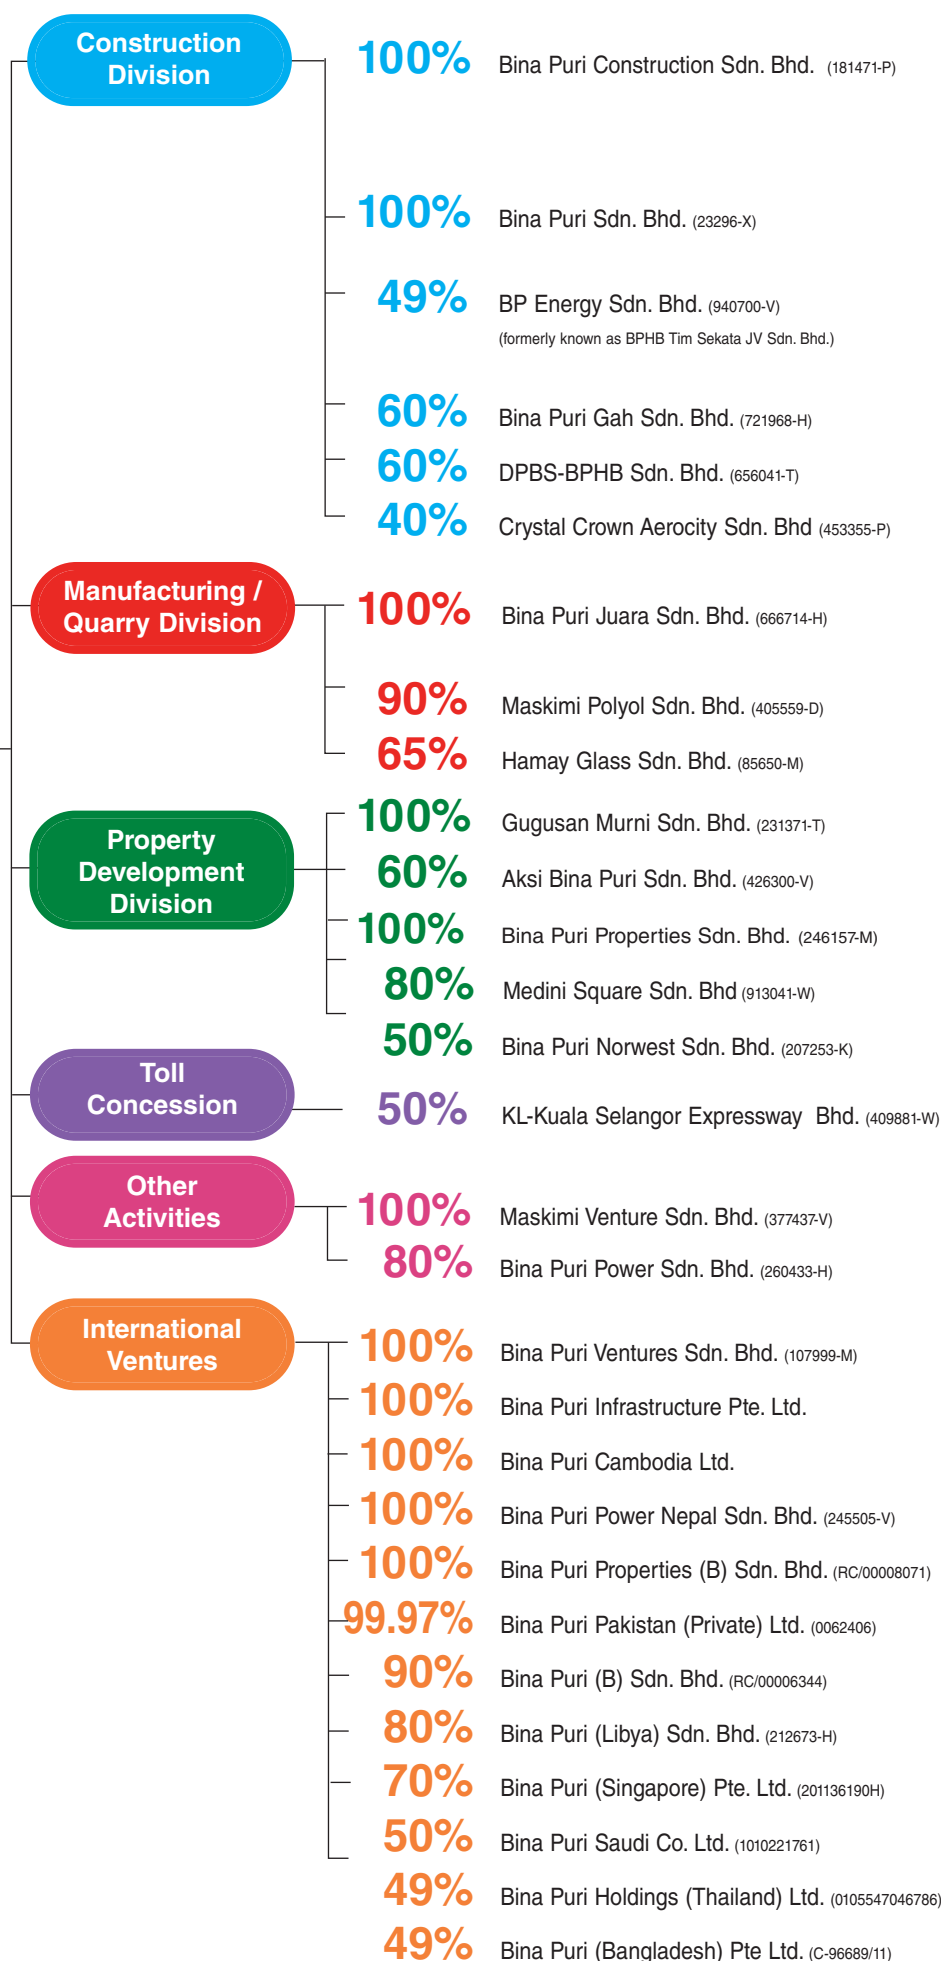 Construction
Division
100% Bina Puri Construction Sdn. Bhd. (181471-P)
100% Bina Puri Sdn. Bhd. (23296-X)
49% BP Energy Sdn. Bhd. (940700-V)
(formerly known as BPHB Tim Sekata JV Sdn. Bhd.)
60% Bina Puri Gah Sdn. Bhd. (721968-H)
60% DPBS-BPHB Sdn. Bhd. (656041-T)
40% Crystal Crown Aerocity Sdn. Bhd (453355-P)
Manufacturing /
Quarry Division
100% Bina Puri Juara Sdn. Bhd. (666714-H)
90% Maskimi Polyol Sdn. Bhd. (405559-D)
65% Hamay Glass Sdn. Bhd. (85650-M)
Property
Development
Division
100% Gugusan Murni Sdn. Bhd. (231371-T)
60% Aksi Bina Puri Sdn. Bhd. (426300-V)
100% Bina Puri Properties Sdn. Bhd. (246157-M)
80% Medini Square Sdn. Bhd (913041-W)
50% Bina Puri Norwest Sdn. Bhd. (207253-K)
Toll
Concession
50% KL-Kuala Selangor Expressway Bhd. (409881-W)
Other
Activities
100% Maskimi Venture Sdn. Bhd. (377437-V)
80% Bina Puri Power Sdn. Bhd. (260433-H)
International
Ventures
100% Bina Puri Ventures Sdn. Bhd. (107999-M)
100% Bina Puri Infrastructure Pte. Ltd.
100% Bina Puri Cambodia Ltd.
100% Bina Puri Power Nepal Sdn. Bhd. (245505-V)
100% Bina Puri Properties (B) Sdn. Bhd. (RC/00008071)
99.97% Bina Puri Pakistan (Private) Ltd. (0062406)
90% Bina Puri (B) Sdn. Bhd. (RC/00006344)
80% Bina Puri (Libya) Sdn. Bhd. (212673-H)
70% Bina Puri (Singapore) Pte. Ltd. (201136190H)
50% Bina Puri Saudi Co. Ltd. (1010221761)
49% Bina Puri Holdings (Thailand) Ltd. (0105547046786)
49% Bina Puri (Bangladesh) Pte Ltd. (C-96689/11)